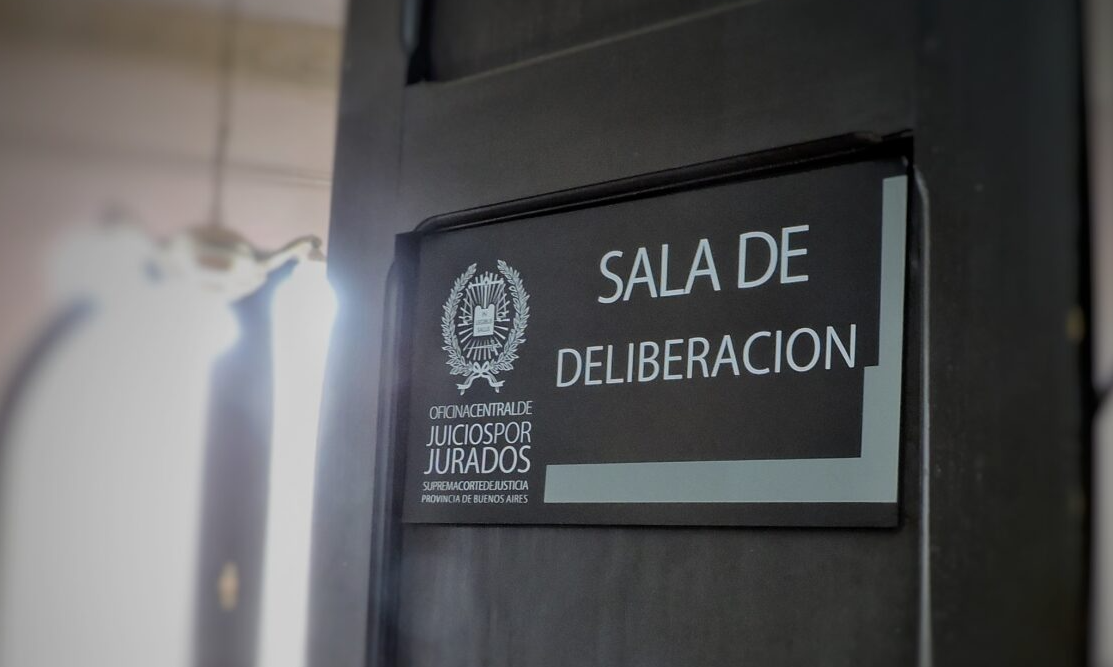 SALA DE
DELIBERACION
OFICINACENTRALDE
JUICIOSPOR
JURADOS
SUPREMACORTEDEJUSTICIA
PROVINCIA DE BUENOS AIRES